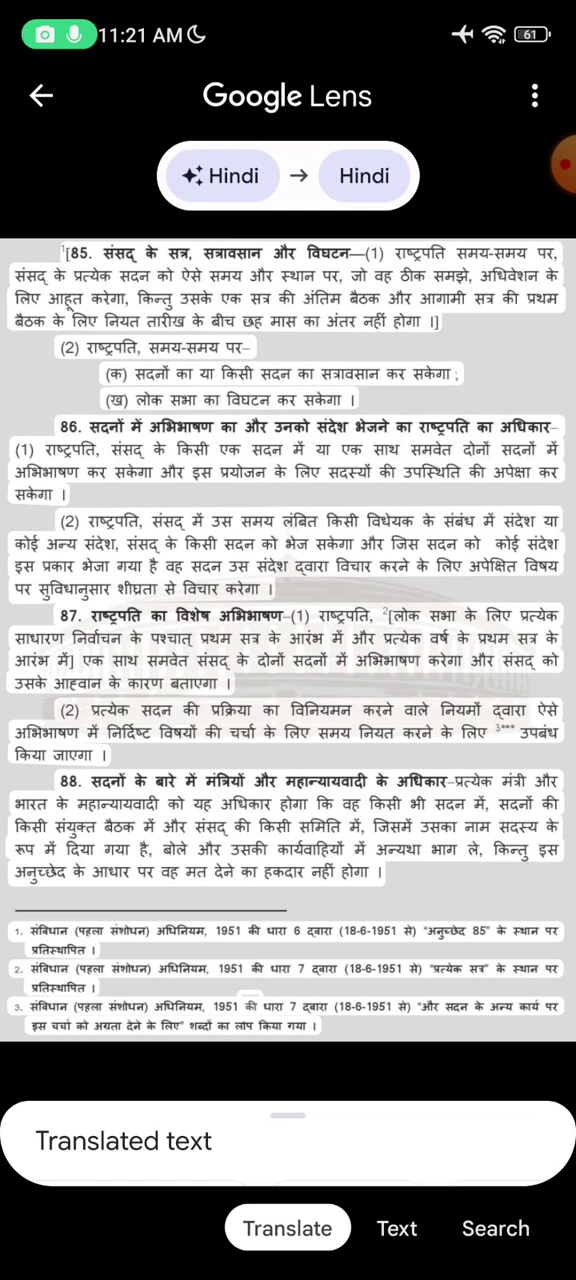 11:21 AM
61
Google Lens
Hindi → Hindi
1[85. संसद् के सत्र, सत्रावसान और विघटन—(1) राष्ट्रपति समय-समय पर,
संसद् के प्रत्येक सदन को ऐसे समय और स्थान पर, जो वह ठीक समझे, अधिवेशन के
लिए आहूत करेगा, किन्तु उसके एक सत्र की अंतिम बैठक और आगामी सत्र की प्रथम
बैठक के लिए नियत तारीख के बीच छह मास का अंतर नहीं होगा ।]
(2) राष्ट्रपति, समय-समय पर–
(क) सदनों का या किसी सदन का सत्रावसान कर सकेगा ;
(ख) लोक सभा का विघटन कर सकेगा ।
86. सदनों में अभिभाषण का और उनको संदेश भेजने का राष्ट्रपति का अधिकार–
(1) राष्ट्रपति, संसद् के किसी एक सदन में या एक साथ समवेत दोनों सदनों में
अभिभाषण कर सकेगा और इस प्रयोजन के लिए सदस्यों की उपस्थिति की अपेक्षा कर
सकेगा ।
(2) राष्ट्रपति, संसद् में उस समय लंबित किसी विधेयक के संबंध में संदेश या
कोई अन्य संदेश, संसद् के किसी सदन को भेज सकेगा और जिस सदन को कोई संदेश
इस प्रकार भेजा गया है वह सदन उस संदेश द्वारा विचार करने के लिए अपेक्षित विषय
पर सुविधानुसार शीघ्रता से विचार करेगा ।
87. राष्ट्रपति का विशेष अभिभाषण–(1) राष्ट्रपति, 2[लोक सभा के लिए प्रत्येक
साधारण निर्वाचन के पश्चात् प्रथम सत्र के आरंभ में और प्रत्येक वर्ष के प्रथम सत्र के
आरंभ में] एक साथ समवेत संसद् के दोनों सदनों में अभिभाषण करेगा और संसद् को
उसके आह्वान के कारण बताएगा ।
(2) प्रत्येक सदन की प्रक्रिया का विनियमन करने वाले नियमों द्वारा ऐसे
अभिभाषण में निर्दिष्ट विषयों की चर्चा के लिए समय नियत करने के लिए 3*** उपबंध
किया जाएगा ।
88. सदनों के बारे में मंत्रियों और महान्यायवादी के अधिकार–प्रत्येक मंत्री और
भारत के महान्यायवादी को यह अधिकार होगा कि वह किसी भी सदन में, सदनों की
किसी संयुक्त बैठक में और संसद् की किसी समिति में, जिसमें उसका नाम सदस्य के
रूप में दिया गया है, बोले और उसकी कार्यवाहियों में अन्यथा भाग ले, किन्तु इस
अनुच्छेद के आधार पर वह मत देने का हकदार नहीं होगा ।
1. संविधान (पहला संशोधन) अधिनियम, 1951 की धारा 6 द्वारा (18-6-1951 से) "अनुच्छेद 85" के स्थान पर
प्रतिस्थापित ।
2. संविधान (पहला संशोधन) अधिनियम, 1951 की धारा 7 द्वारा (18-6-1951 से) "प्रत्येक सत्र" के स्थान पर
प्रतिस्थापित ।
3. संविधान (पहला संशोधन) अधिनियम, 1951 की धारा 7 द्वारा (18-6-1951 से) "और सदन के अन्य कार्य पर
इस चर्चा को अग्रता देने के लिए" शब्दों का लोप किया गया ।
Translated text
Translate Text Search